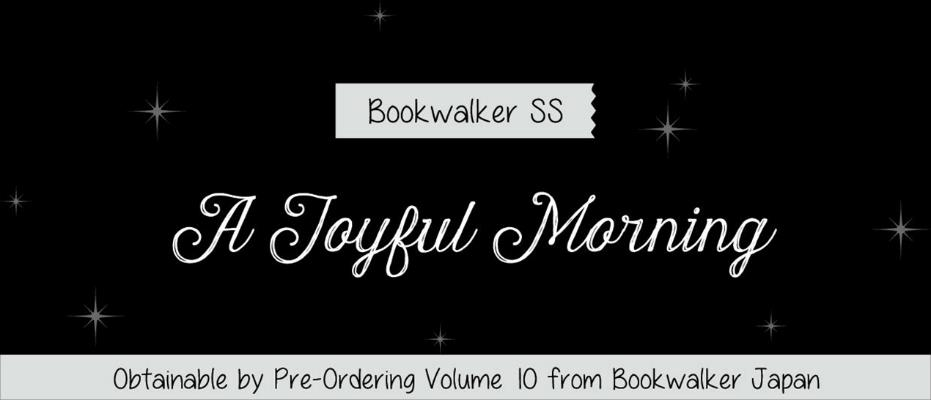 Bookwalker SS
A Joyful Morning
Obtainable by Pre-Ordering Volume 10 from Bookwalker Japan